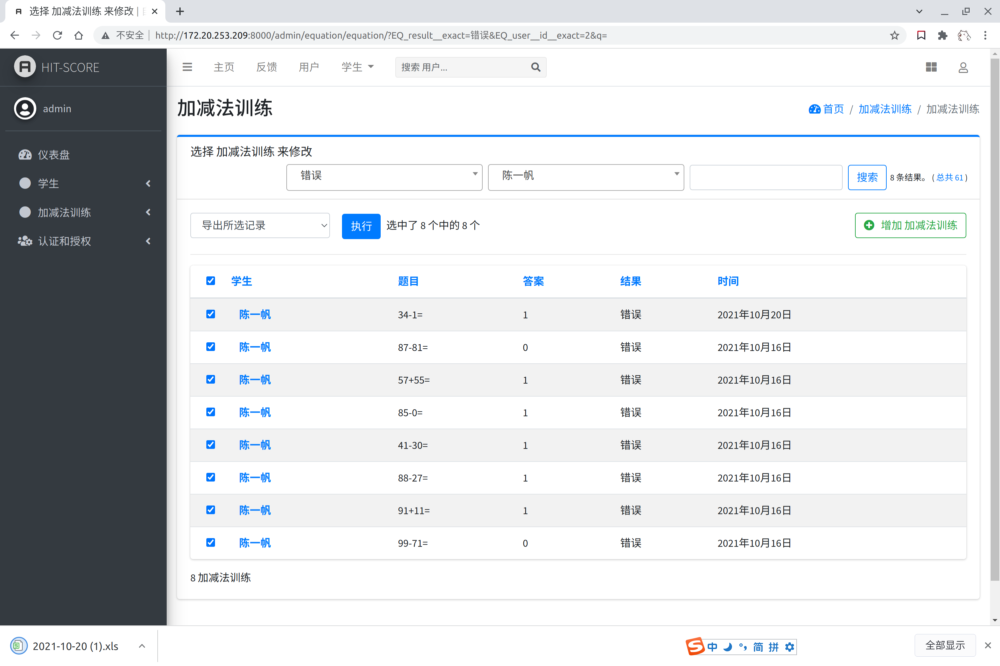 选择 加减法训练 来修改 |
不安全 http://172.20.253.209:8000/admin/equation/equation/?EQ_result__exact=错误&EQ_user__id__exact=2&q=
HIT-SCORE
主页 反馈 用户 学生 搜索 用户...
admin
加减法训练
首页 / 加减法训练 / 加减法训练
仪表盘
学生
加减法训练
认证和授权
选择 加减法训练 来修改
错误 陈一帆 搜索 8 条结果。 ( 总共 61 )
导出所选记录 执行 选中了 8 个中的 8 个 增加 加减法训练
学生 题目 答案 结果 时间
陈一帆 34-1= 1 错误 2021年10月20日
陈一帆 87-81= 0 错误 2021年10月16日
陈一帆 57+55= 1 错误 2021年10月16日
陈一帆 85-0= 1 错误 2021年10月16日
陈一帆 41-30= 1 错误 2021年10月16日
陈一帆 88-27= 1 错误 2021年10月16日
陈一帆 91+11= 1 错误 2021年10月16日
陈一帆 99-71= 0 错误 2021年10月16日
8 加减法训练
2021-10-20 (1).xls
中 简 拼
全部显示